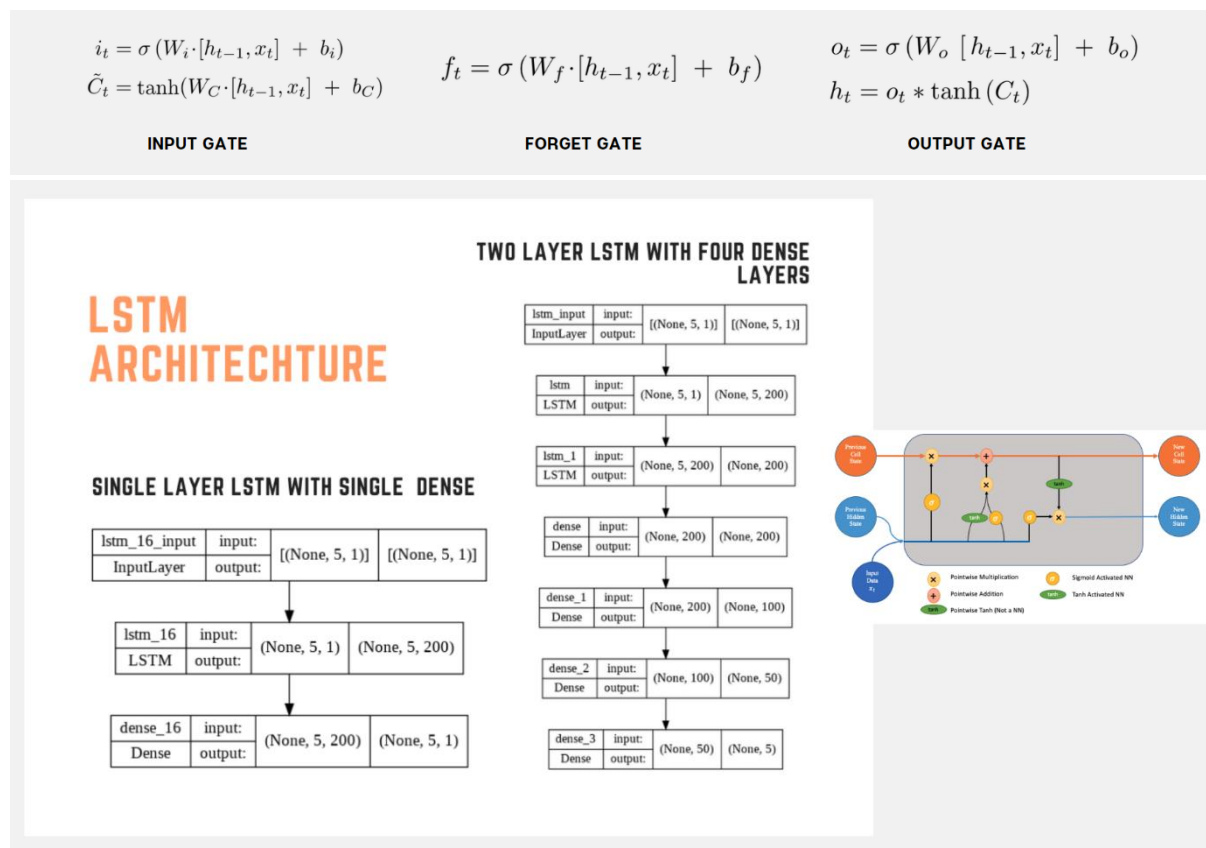 i_t = σ (W_i·[h_{t−1}, x_t] + b_i)
C̃_t = tanh(W_C·[h_{t−1}, x_t] + b_C)
INPUT GATE
f_t = σ (W_f·[h_{t−1}, x_t] + b_f)
FORGET GATE
o_t = σ (W_o [h_{t−1}, x_t] + b_o)
h_t = o_t * tanh (C_t)
OUTPUT GATE
LSTM
ARCHITECHTURE
SINGLE LAYER LSTM WITH SINGLE DENSE
lstm_16_input input: [(None, 5, 1)] [(None, 5, 1)]
InputLayer output:
lstm_16 input: (None, 5, 1) (None, 5, 200)
LSTM output:
dense_16 input: (None, 5, 200) (None, 5, 1)
Dense output:
TWO LAYER LSTM WITH FOUR DENSE
LAYERS
lstm_input input: [(None, 5, 1)] [(None, 5, 1)]
InputLayer output:
lstm input: (None, 5, 1) (None, 5, 200)
LSTM output:
lstm_1 input: (None, 5, 200) (None, 200)
LSTM output:
dense input: (None, 200) (None, 200)
Dense output:
dense_1 input: (None, 200) (None, 100)
Dense output:
dense_2 input: (None, 100) (None, 50)
Dense output:
dense_3 input: (None, 50) (None, 5)
Dense output:
Previous
Cell
State
× +
New
Cell
State
×
tanh
σ
Previous
Hidden
State
tanh σ σ ×
New
Hidden
State
Input
Data
x_t
× Pointwise Multiplication
+ Pointwise Addition
tanh Pointwise Tanh (Not a NN)
σ Sigmoid Activated NN
tanh Tanh Activated NN